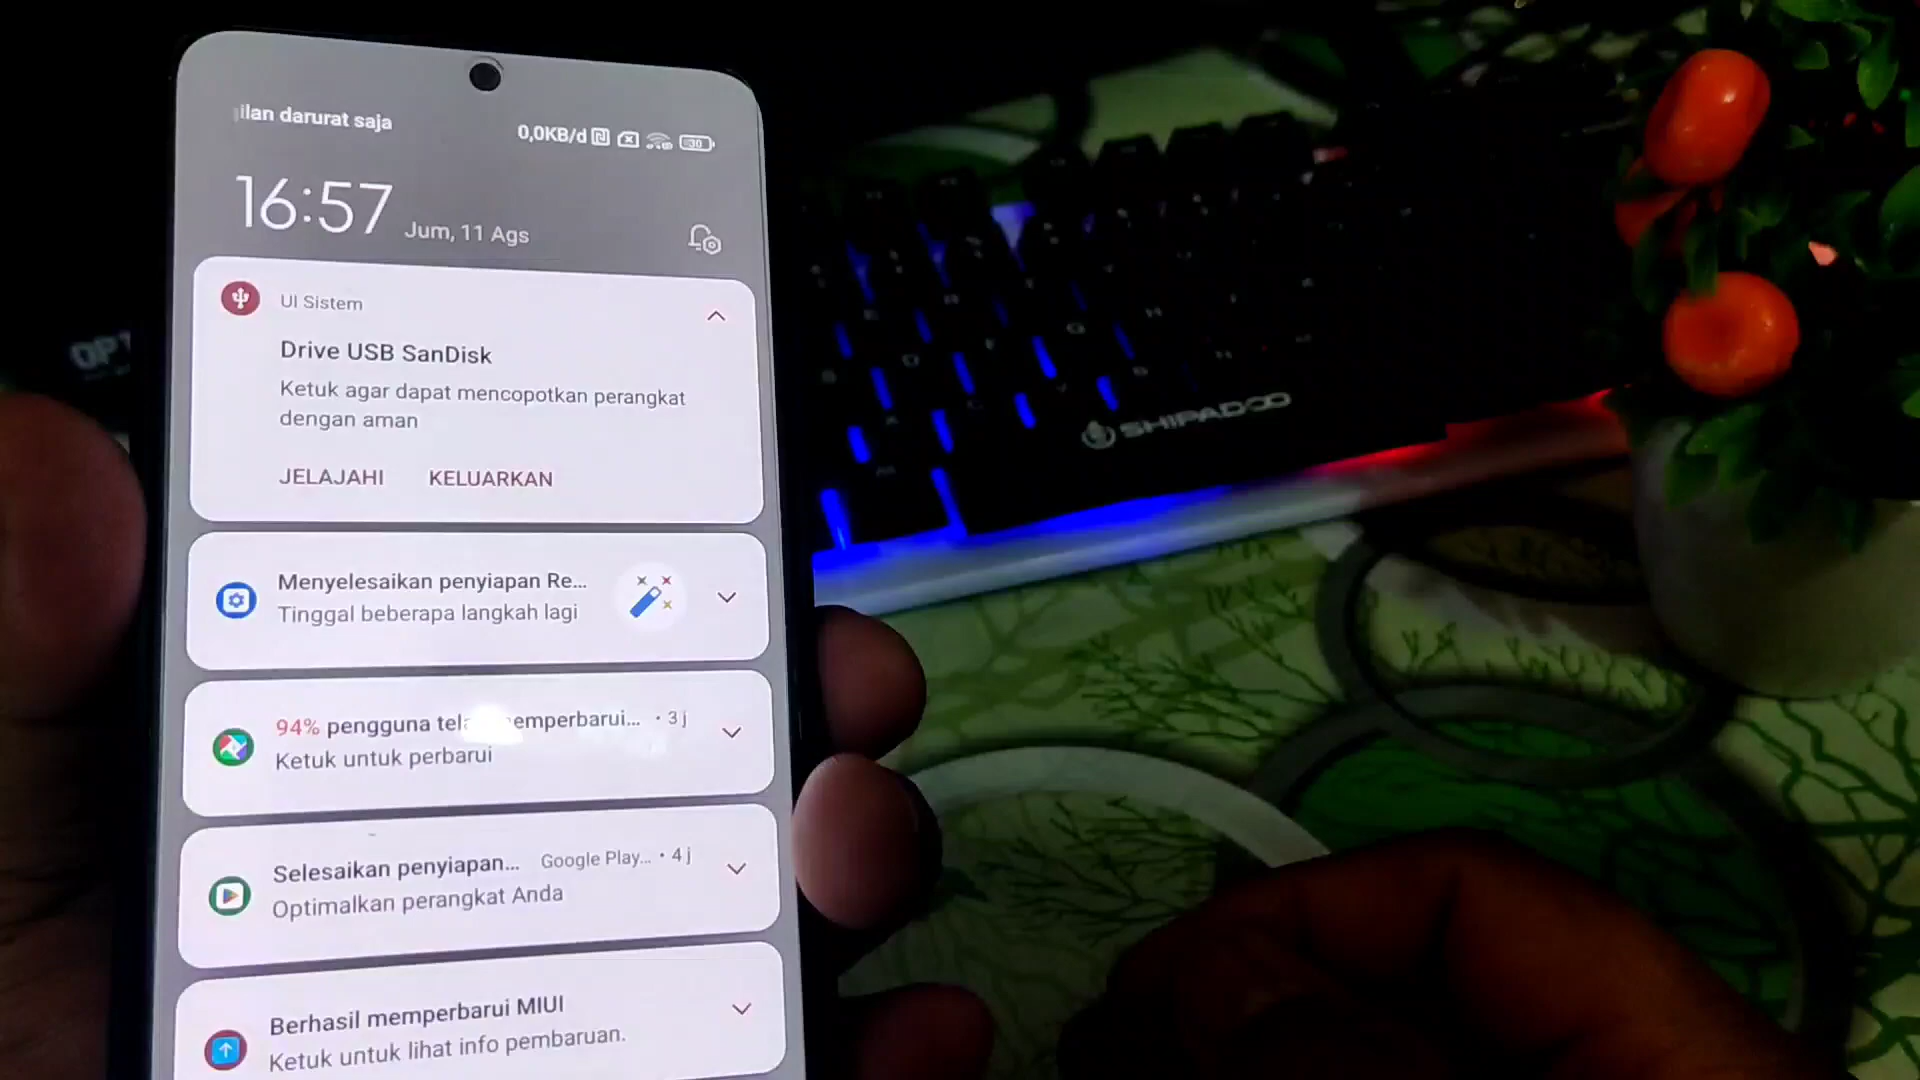 ilan darurat saja
0,0KB/d
30
16:57
Jum, 11 Ags
UI Sistem
Drive USB SanDisk
Ketuk agar dapat mencopotkan perangkat
dengan aman
JELAJAHI KELUARKAN
Menyelesaikan penyiapan Re...
Tinggal beberapa langkah lagi
94% pengguna tela emperbarui... • 3 j
Ketuk untuk perbarui
Selesaikan penyiapan... Google Play... • 4 j
Optimalkan perangkat Anda
Berhasil memperbarui MIUI
Ketuk untuk lihat info pembaruan.
SHIPADOO